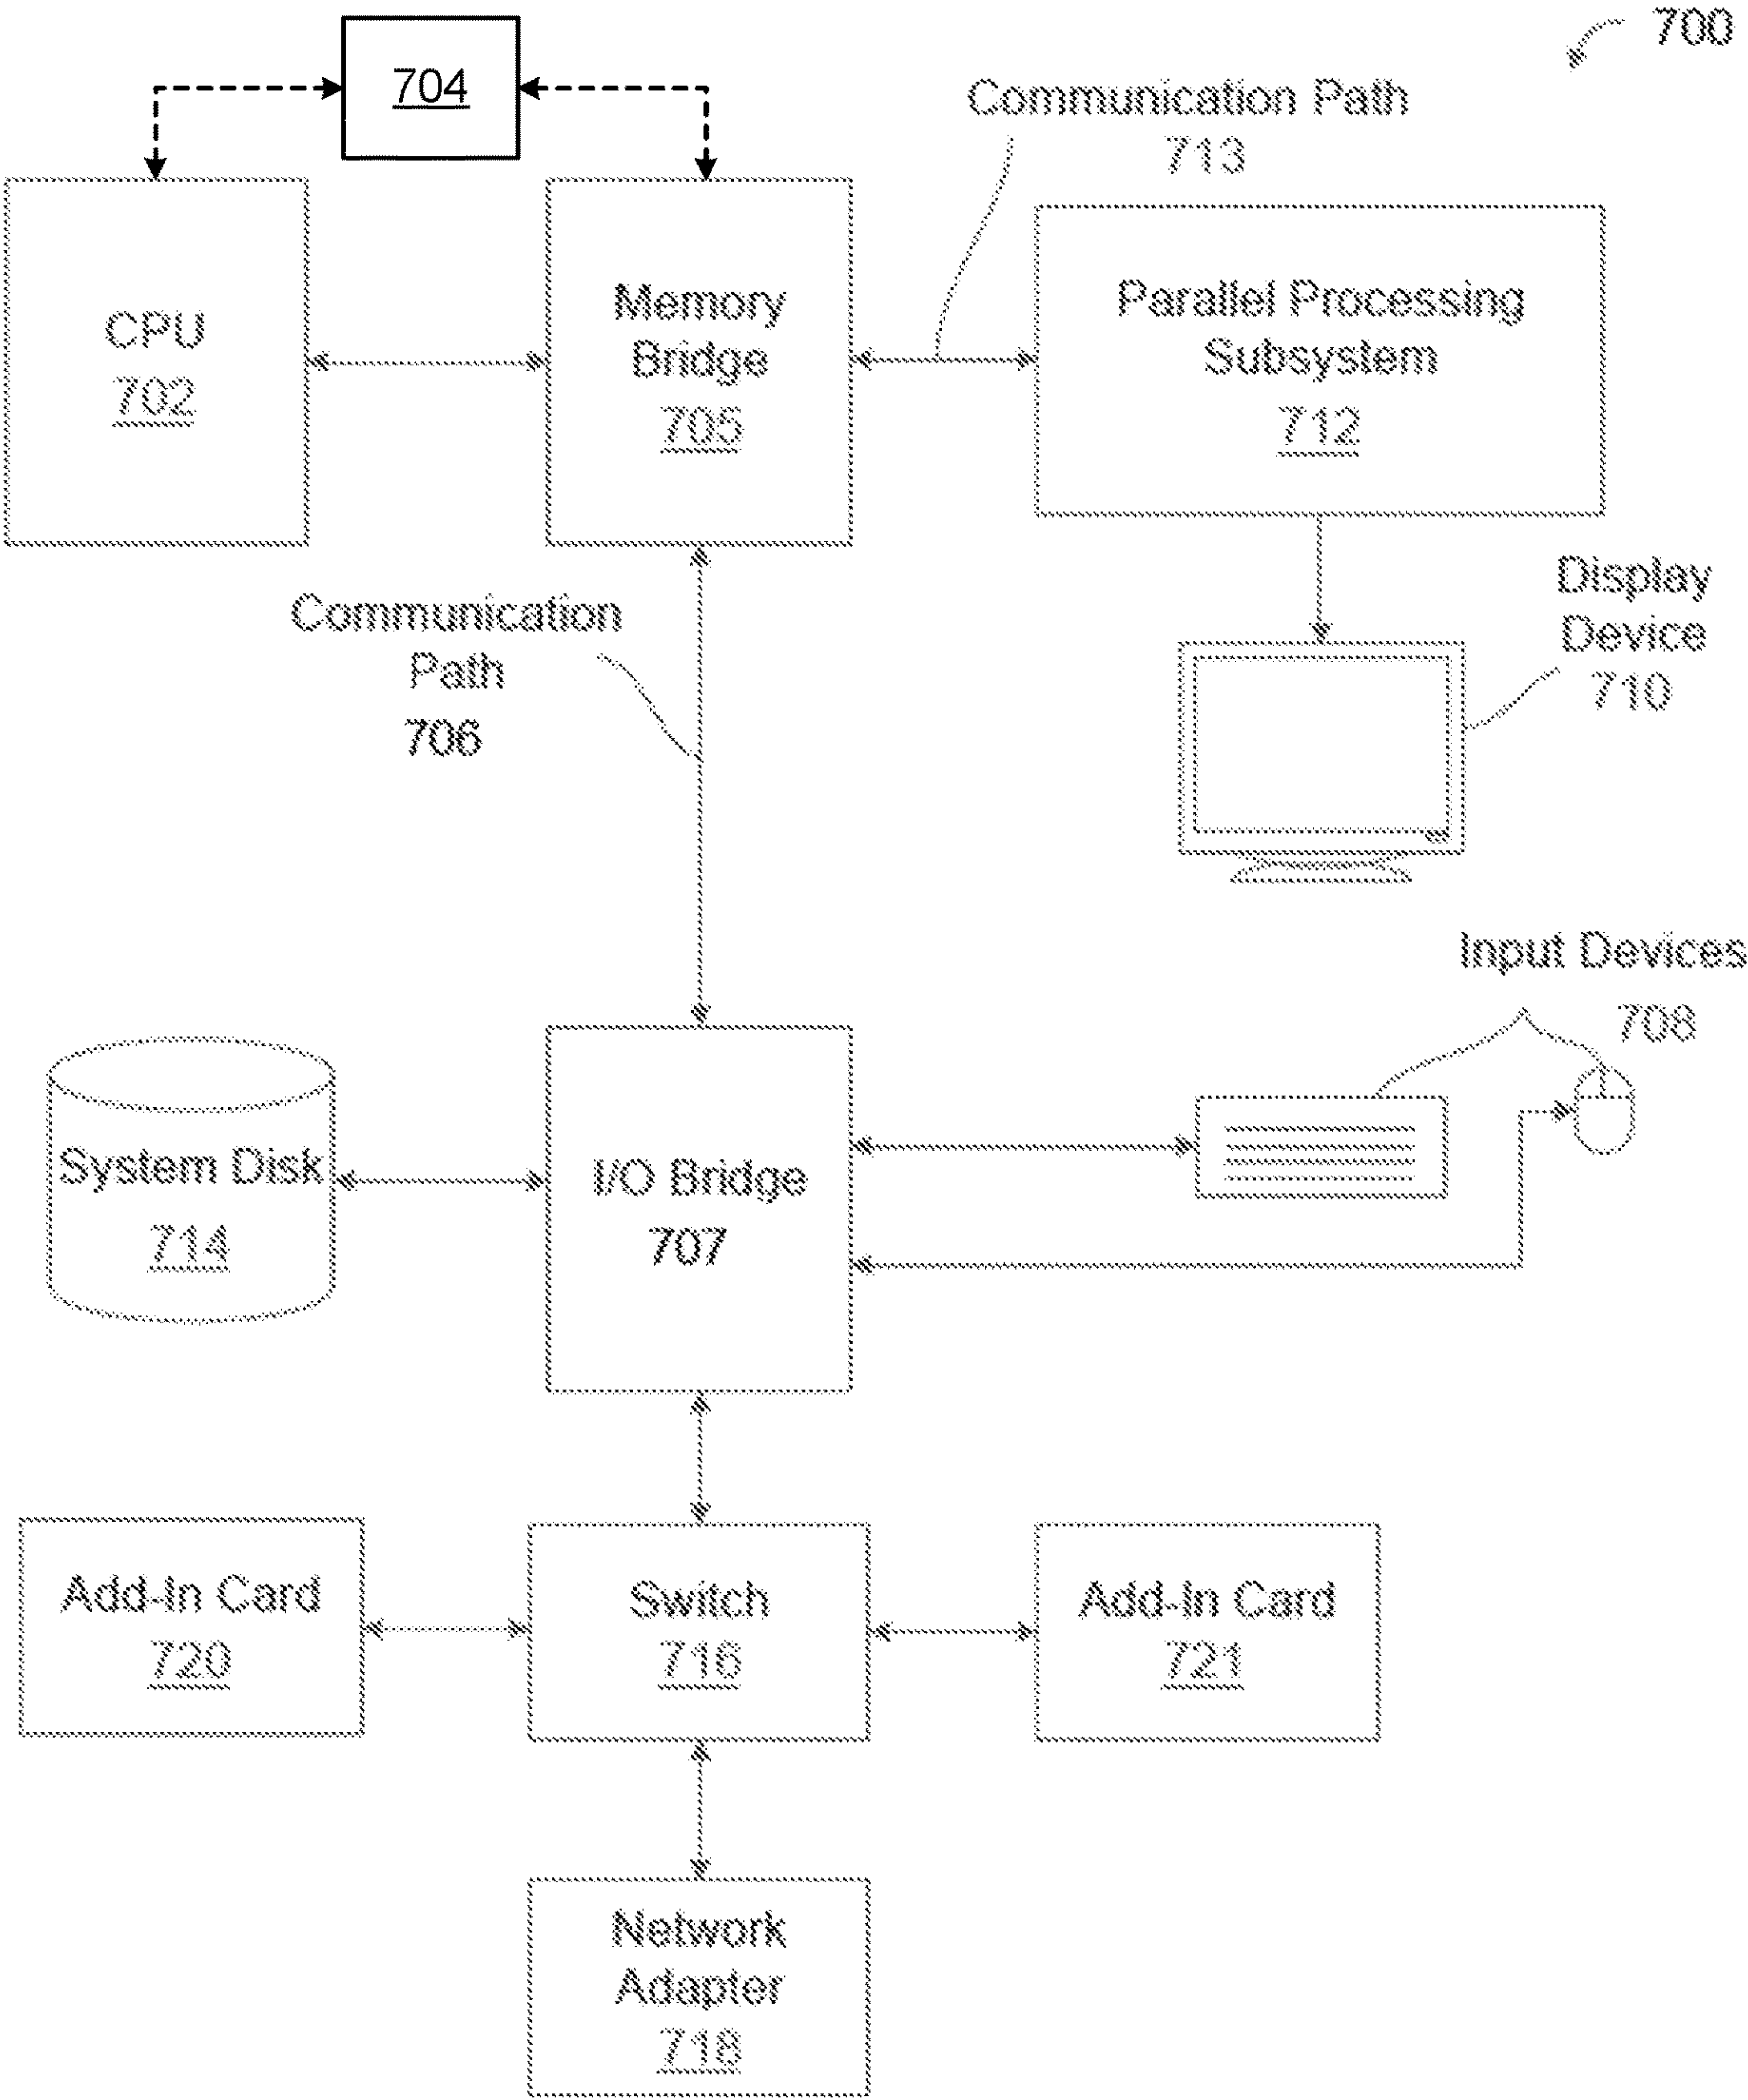 700
704
Communication Path
713
CPU
702
Memory
Bridge
705
Parallel Processing
Subsystem
712
Communication
Path
706
Display
Device
710
Input Devices
708
System Disk
714
I/O Bridge
707
Add-In Card
720
Switch
716
Add-In Card
721
Network
Adapter
718